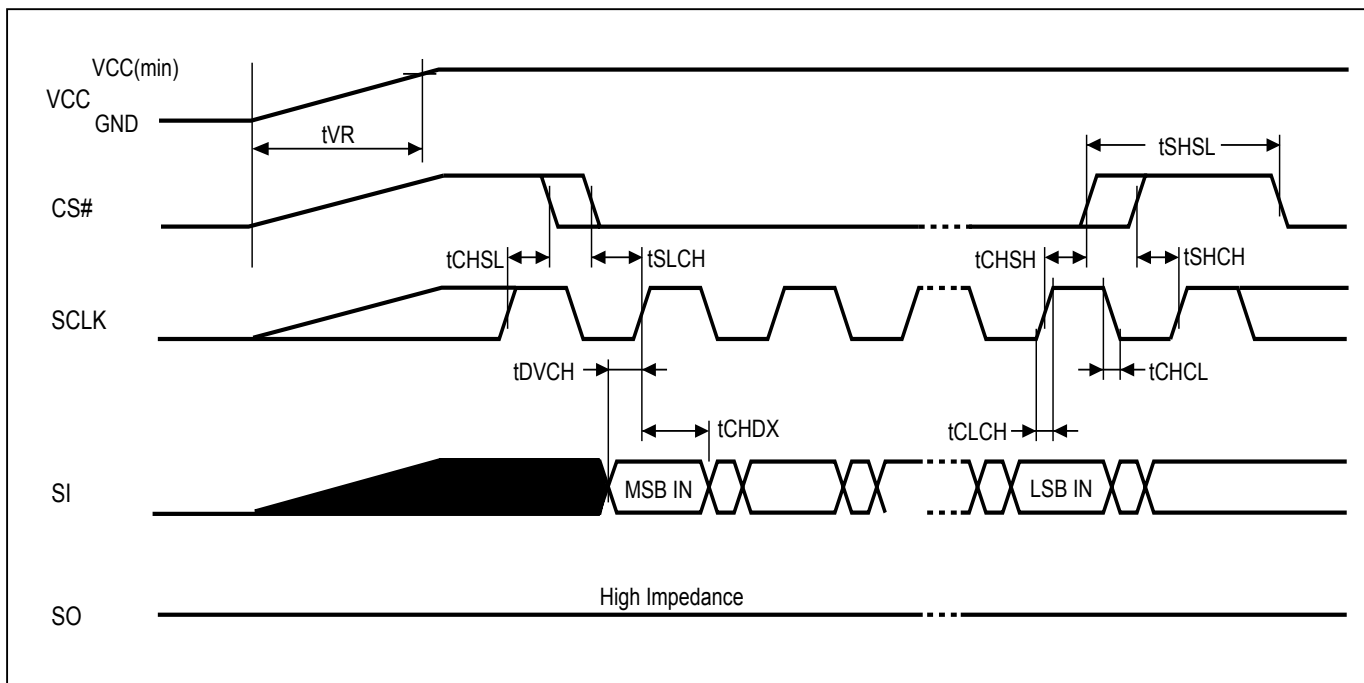 VCC(min)
VCC
GND
tVR
tSHSL
CS#
tCHSL
tSLCH
tCHSH
tSHCH
SCLK
tDVCH
tCHCL
tCHDX
tCLCH
SI
MSB IN
LSB IN
High Impedance
SO